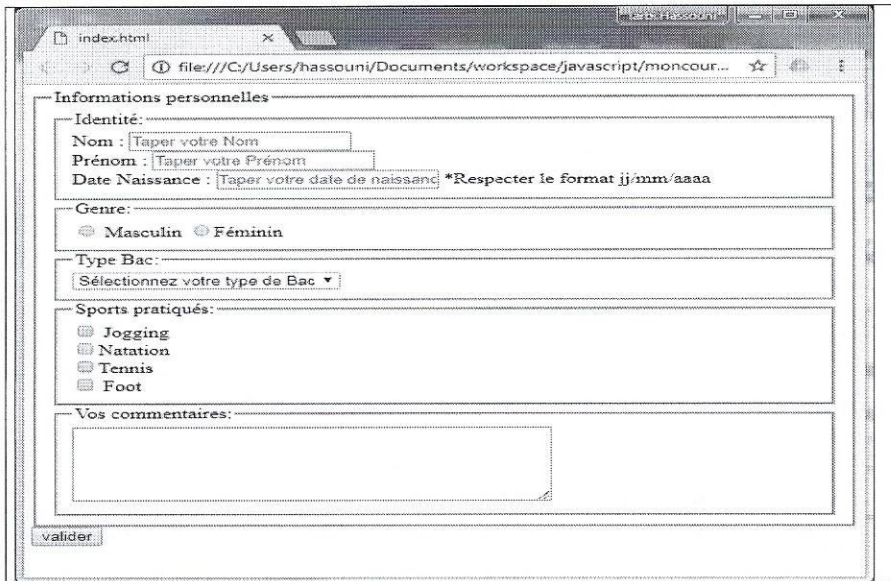 index.html
file:///C:/Users/hassouni/Documents/workspace/javascript/moncour...
Informations personnelles
Identité:
Nom : Taper votre Nom
Prénom : Taper votre Prénom
Date Naissance : Taper votre date de naissanc *Respecter le format jj/mm/aaaa
Genre:
Masculin Féminin
Type Bac:
Sélectionnez votre type de Bac
Sports pratiqués:
Jogging
Natation
Tennis
Foot
Vos commentaires:
valider